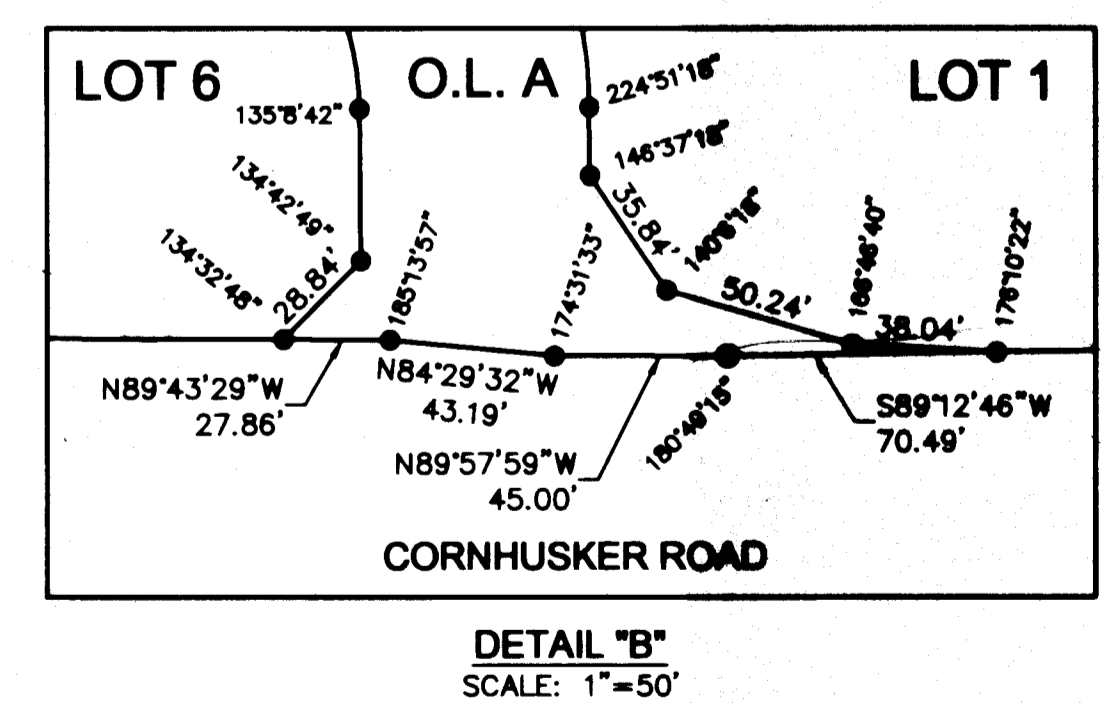 LOT 6
O.L. A
LOT 1
135°8'42"
224°51'18"
146°37'18"
134°42'49"
134°32'48"
28.84'
185°13'57"
174°31'33"
35.84'
140°8'18"
50.24'
166°46'40"
38.04'
176°10'22"
N89°43'29"W
27.86'
N84°29'32"W
43.19'
N89°57'59"W
45.00'
180°49'15"
S89°12'46"W
70.49'
CORNHUSKER ROAD
DETAIL "B"
SCALE: 1"=50'